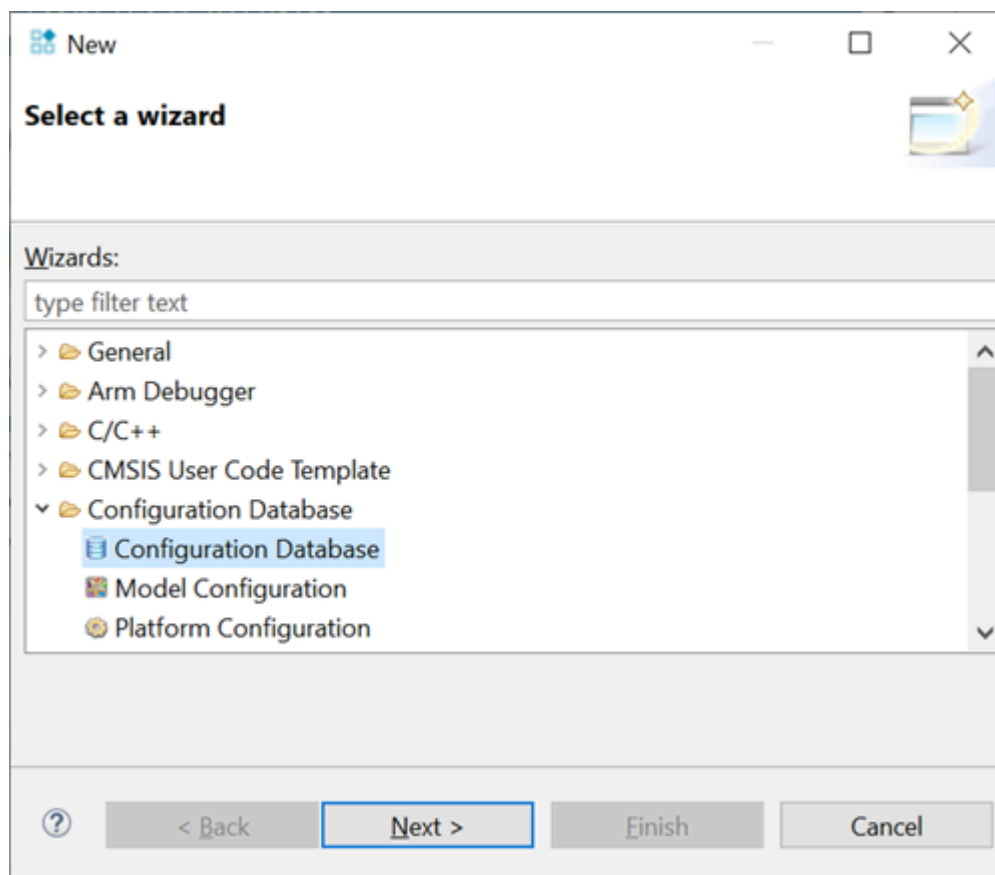 New
Select a wizard
Wizards:
type filter text
General
Arm Debugger
C/C++
CMSIS User Code Template
Configuration Database
Configuration Database
Model Configuration
Platform Configuration
< Back Next > Finish Cancel